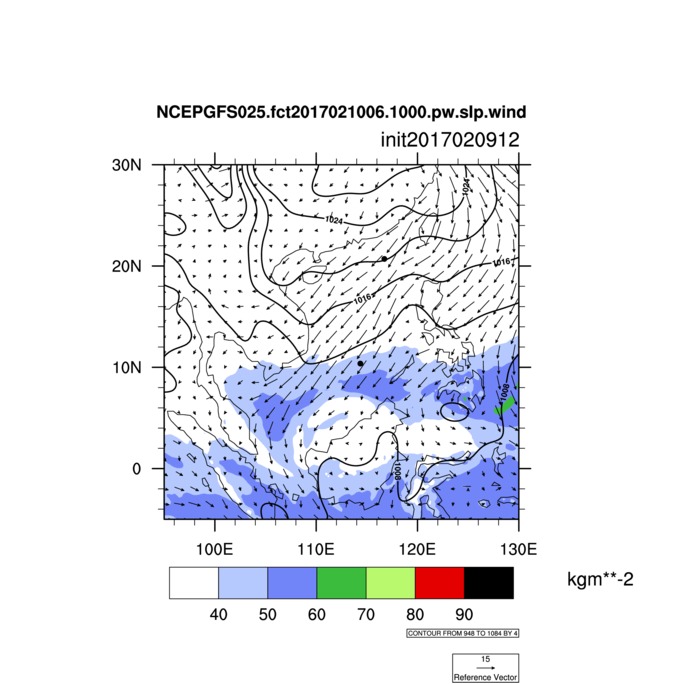 NCEPGFS025.fct2017021006.1000.pw.slp.wind
init2017020912
30N
20N
10N
0
1024
1024
1016
1016
1008
1008
100E 110E 120E 130E
kgm**-2
40 50 60 70 80 90
CONTOUR FROM 948 TO 1084 BY 4
15
Reference Vector